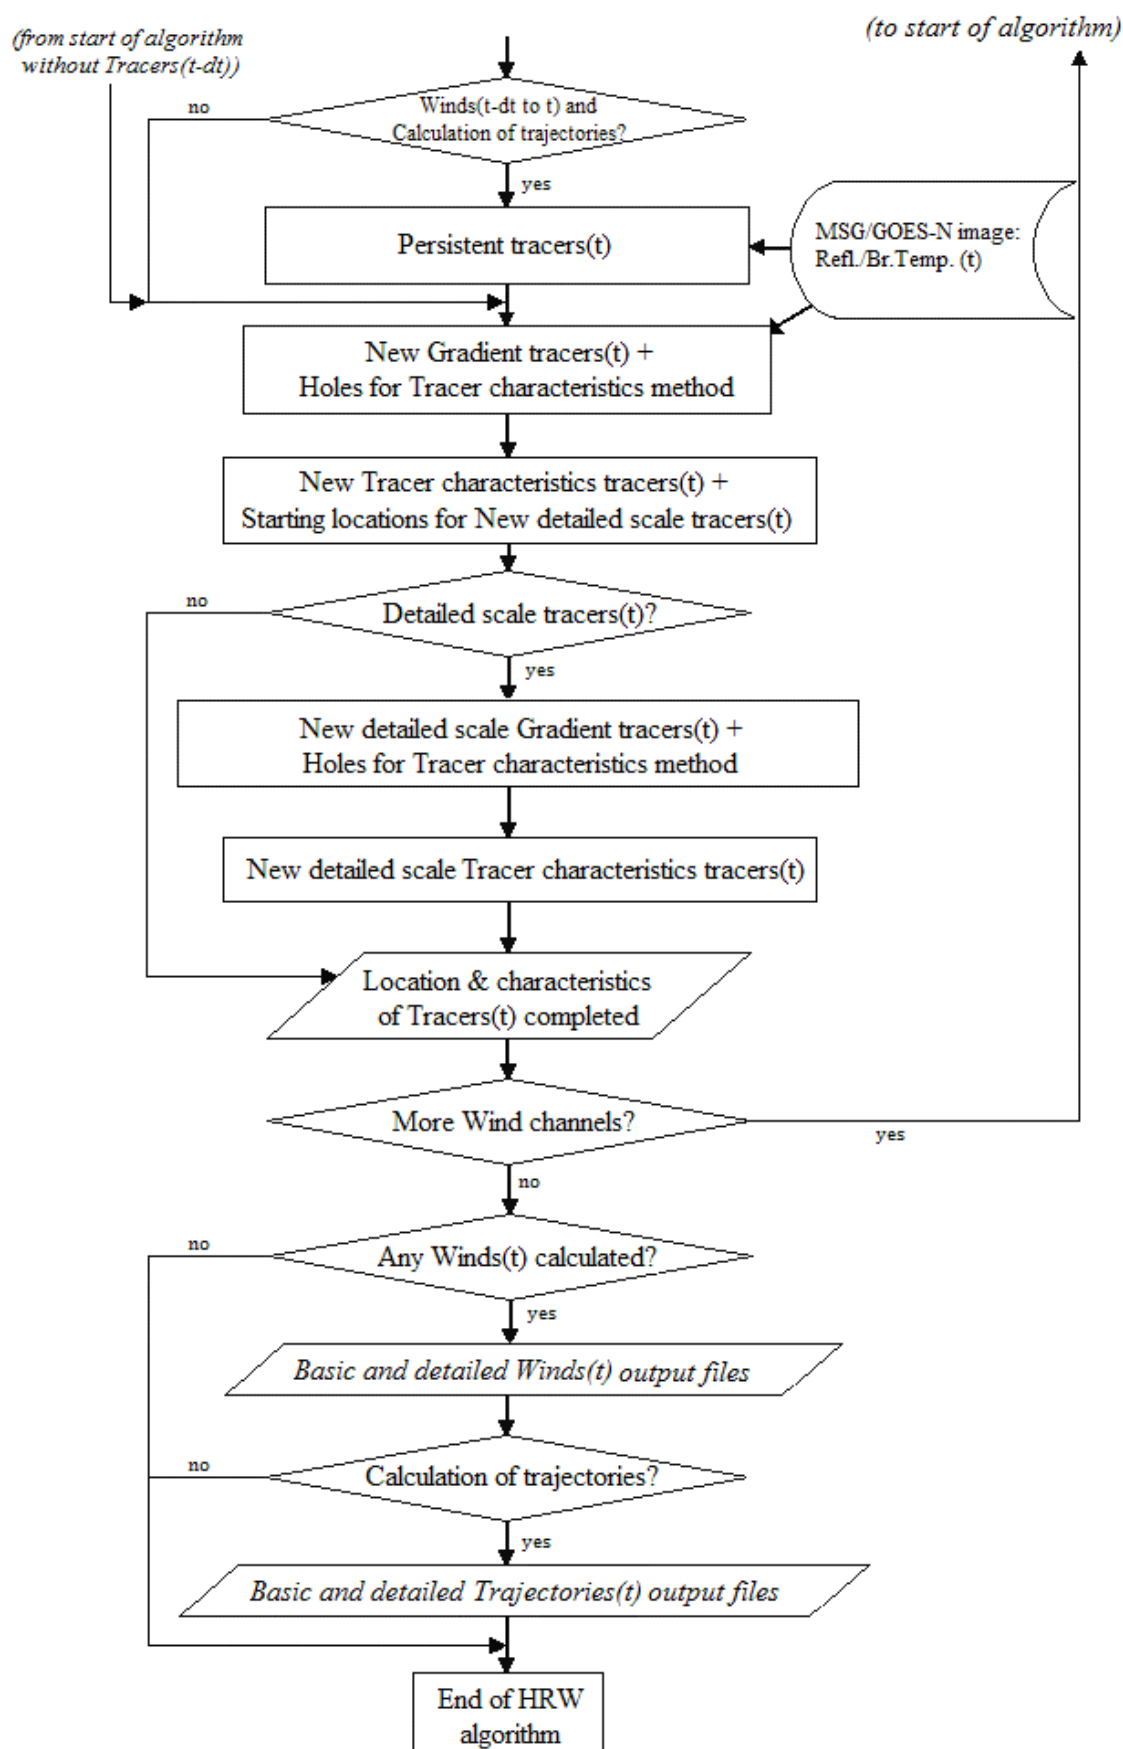 (from start of algorithm
without Tracers(t-dt))
(to start of algorithm)
no
Winds(t-dt to t) and
Calculation of trajectories?
yes
Persistent tracers(t)
MSG/GOES-N image:
Refl./Br.Temp. (t)
New Gradient tracers(t) +
Holes for Tracer characteristics method
New Tracer characteristics tracers(t) +
Starting locations for New detailed scale tracers(t)
no
Detailed scale tracers(t)?
yes
New detailed scale Gradient tracers(t) +
Holes for Tracer characteristics method
New detailed scale Tracer characteristics tracers(t)
Location & characteristics
of Tracers(t) completed
More Wind channels?
yes
no
no
Any Winds(t) calculated?
yes
Basic and detailed Winds(t) output files
no
Calculation of trajectories?
yes
Basic and detailed Trajectories(t) output files
End of HRW
algorithm